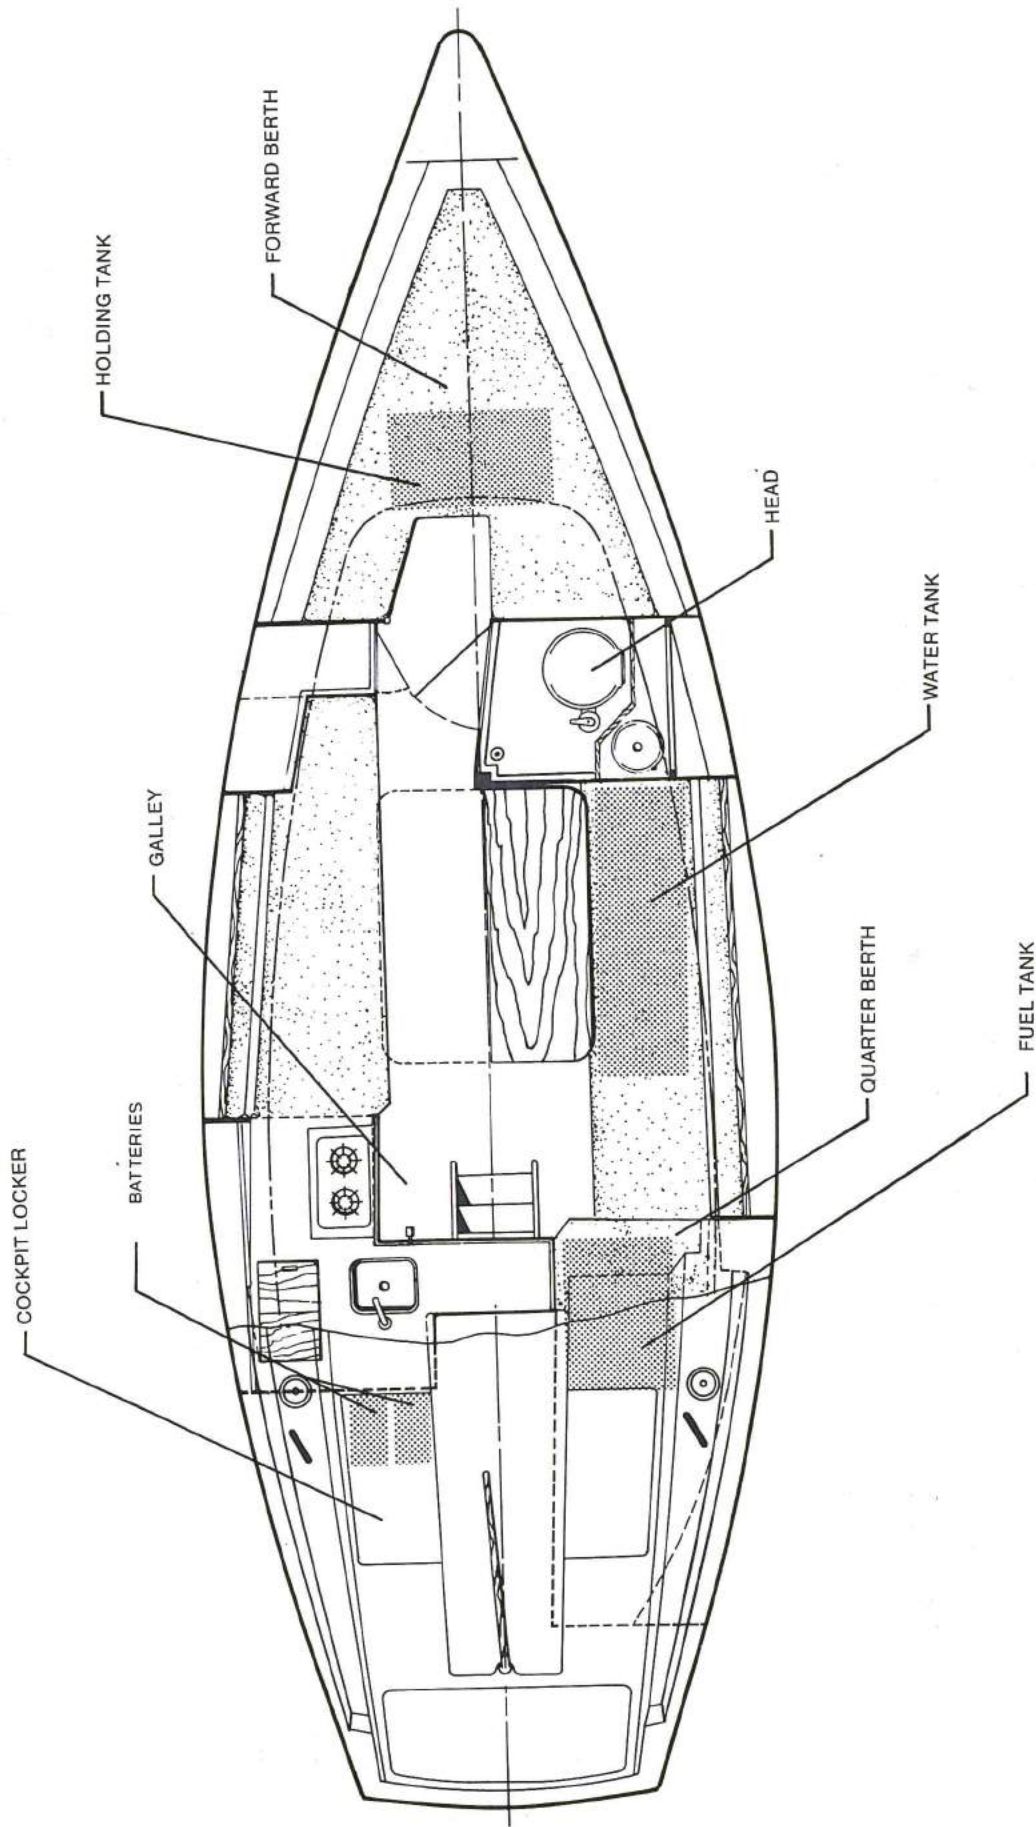 HOLDING TANK
FORWARD BERTH
HEAD
WATER TANK
GALLEY
QUARTER BERTH
FUEL TANK
BATTERIES
COCKPIT LOCKER